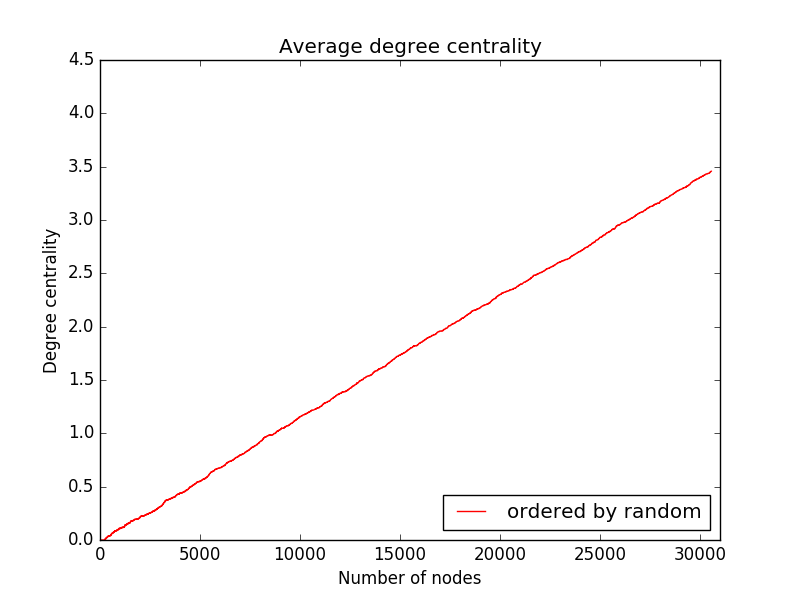 Average degree centrality
4.5
4.0
3.5
3.0
2.5
2.0
1.5
1.0
0.5
0.0
Degree centrality
0 5000 10000 15000 20000 25000 30000
Number of nodes
ordered by random